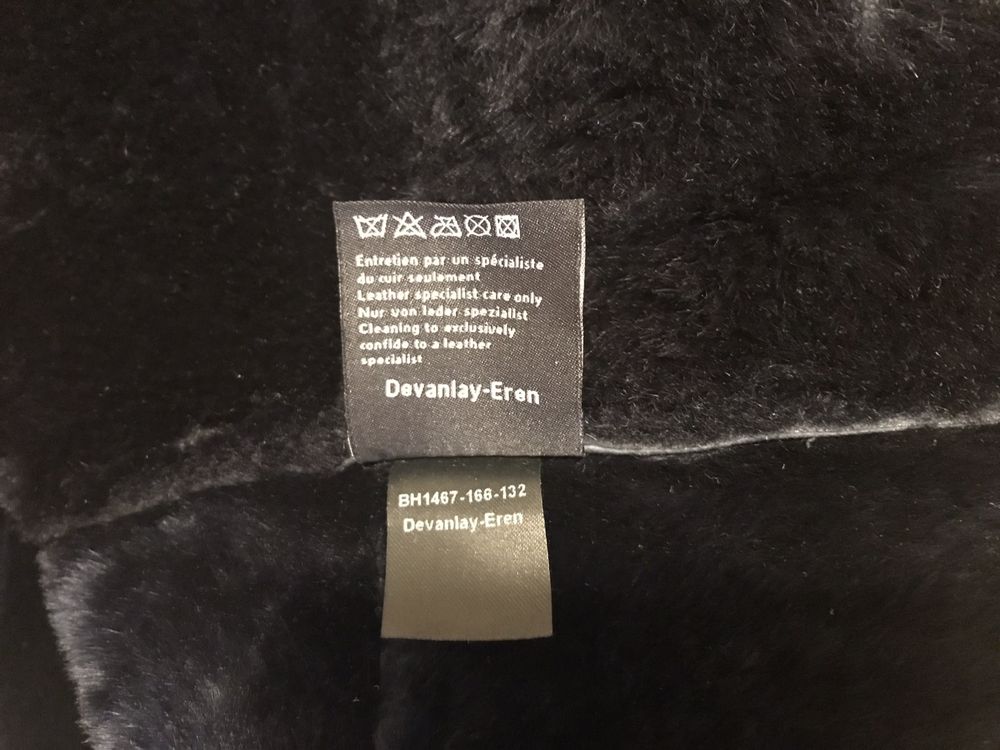 Entretien par un spécialiste
du cuir seulement
Leather specialist care only
Nur von leder spezialist
Cleaning to exclusively
confide to a leather
specialist
Devanlay-Eren
BH1467-166-132
Devanlay-Eren